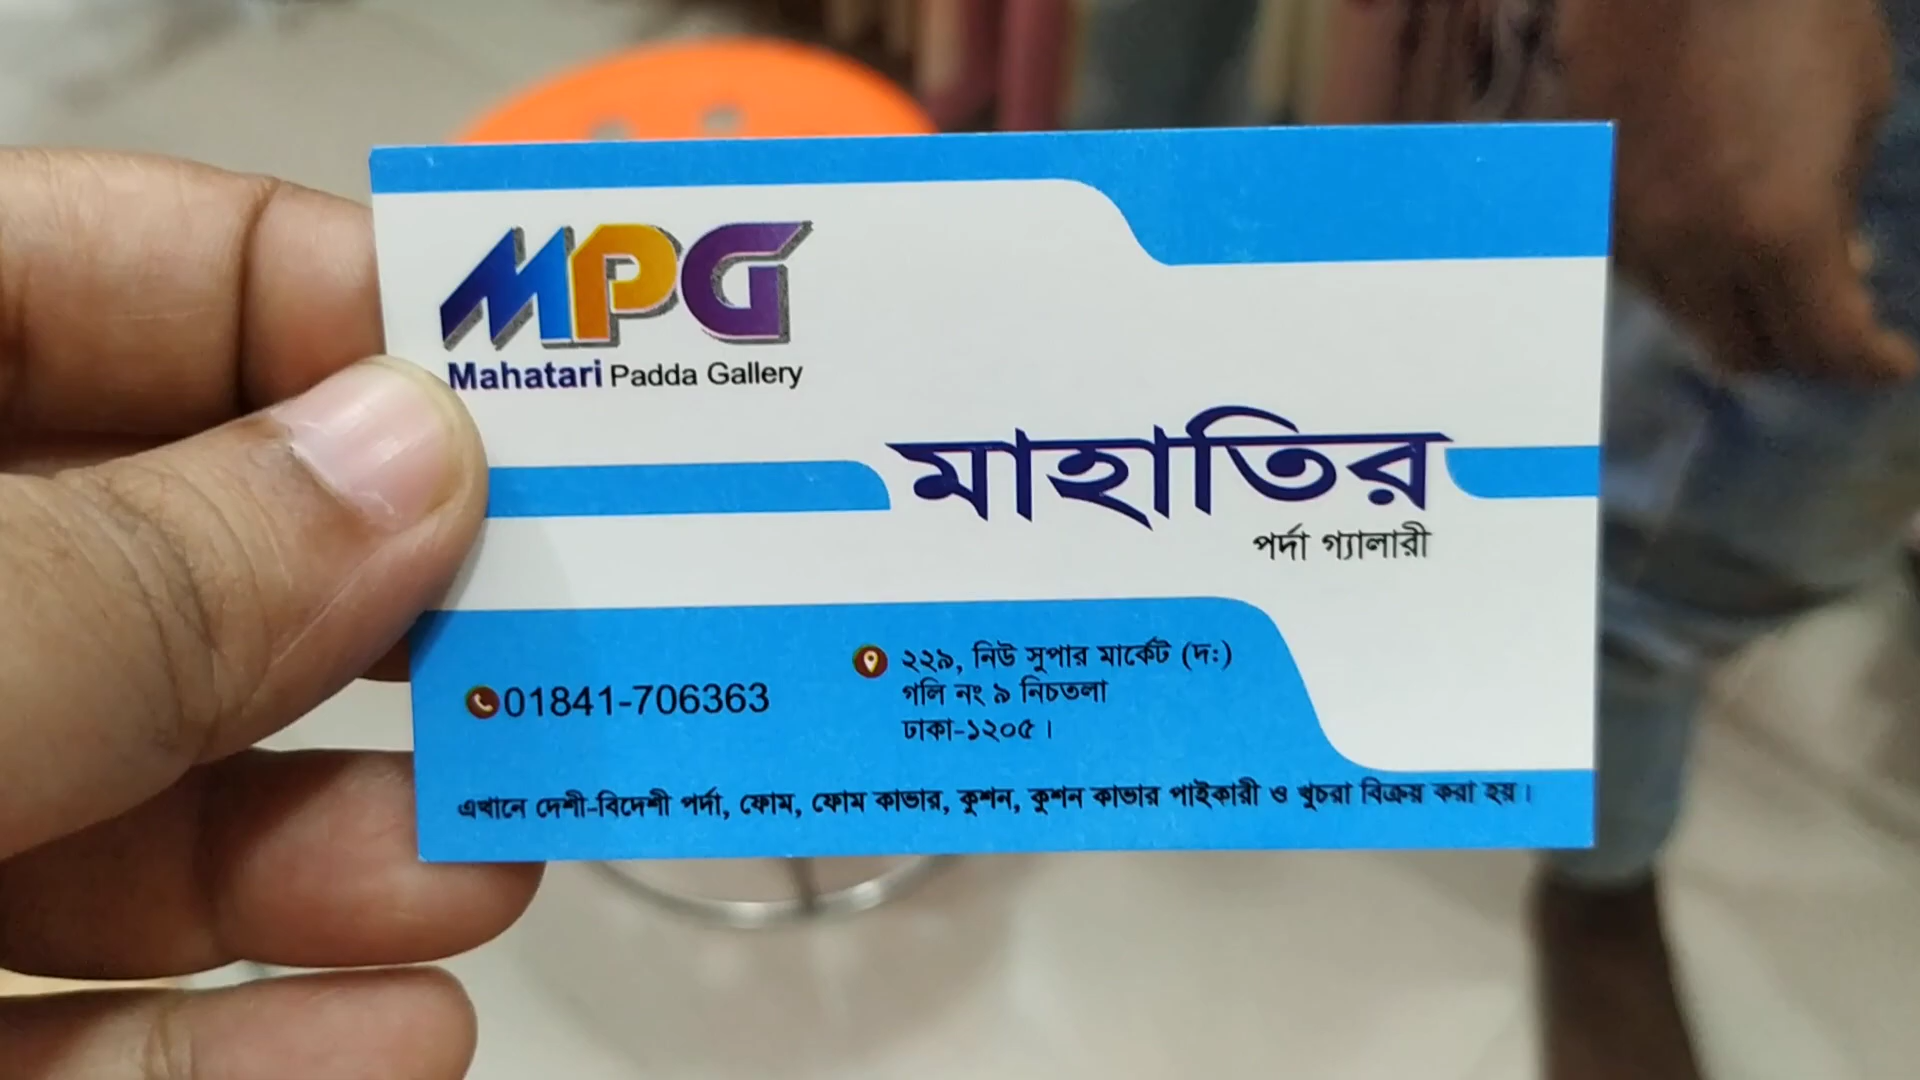 MPG
Mahatari Padda Gallery
মাহাতির
পর্দা গ্যালারী
01841-706363
২২৯, নিউ সুপার মার্কেট (দঃ)
গলি নং ৯ নিচতলা
ঢাকা-১২০৫।
এখানে দেশী-বিদেশী পর্দা, ফোম, ফোম কাভার, কুশন, কুশন কাভার পাইকারী ও খুচরা বিক্রয় করা হয়।